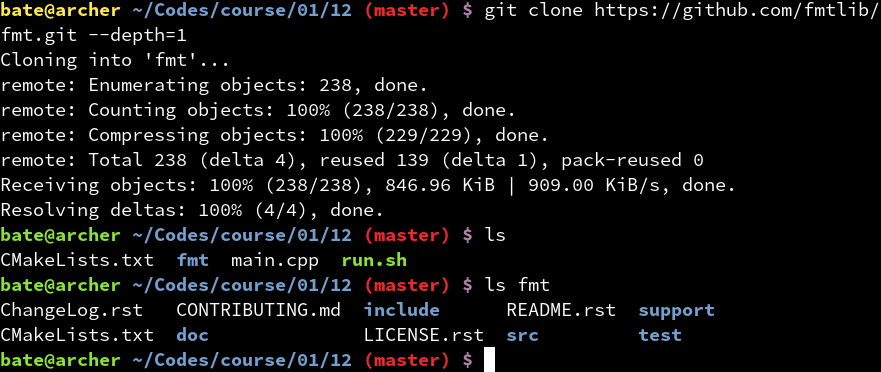 bate@archer ~/Codes/course/01/12 (master) $ git clone https://github.com/fmtlib/
fmt.git --depth=1
Cloning into 'fmt'...
remote: Enumerating objects: 238, done.
remote: Counting objects: 100% (238/238), done.
remote: Compressing objects: 100% (229/229), done.
remote: Total 238 (delta 4), reused 139 (delta 1), pack-reused 0
Receiving objects: 100% (238/238), 846.96 KiB | 909.00 KiB/s, done.
Resolving deltas: 100% (4/4), done.
bate@archer ~/Codes/course/01/12 (master) $ ls
CMakeLists.txt  fmt  main.cpp  run.sh
bate@archer ~/Codes/course/01/12 (master) $ ls fmt
ChangeLog.rst   CONTRIBUTING.md  include      README.rst  support
CMakeLists.txt  doc              LICENSE.rst  src         test
bate@archer ~/Codes/course/01/12 (master) $